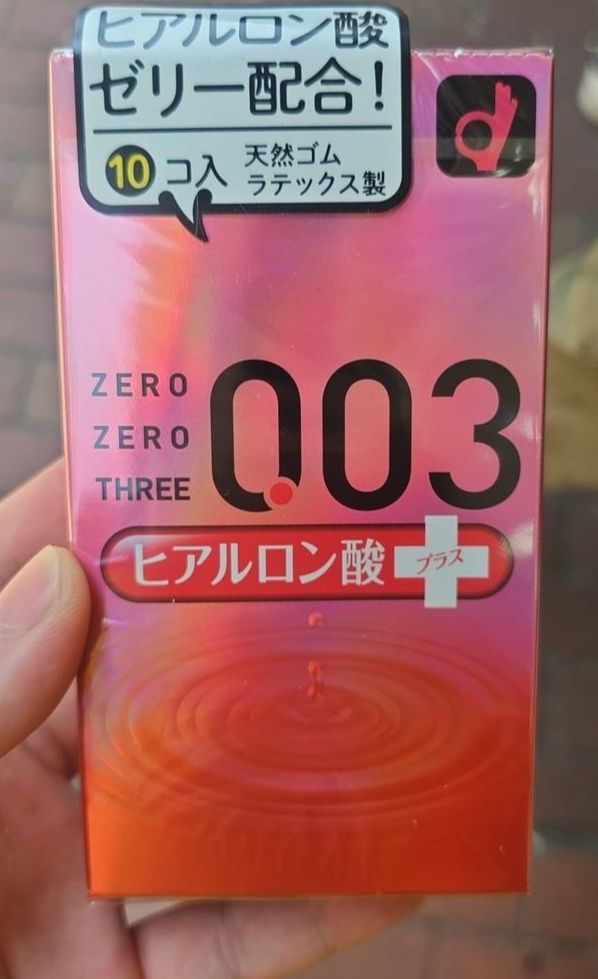 ヒアルロン酸
ゼリー配合!
10コ入
天然ゴム
ラテックス製
ZERO
ZERO
THREE
0.03
ヒアルロン酸
プラス